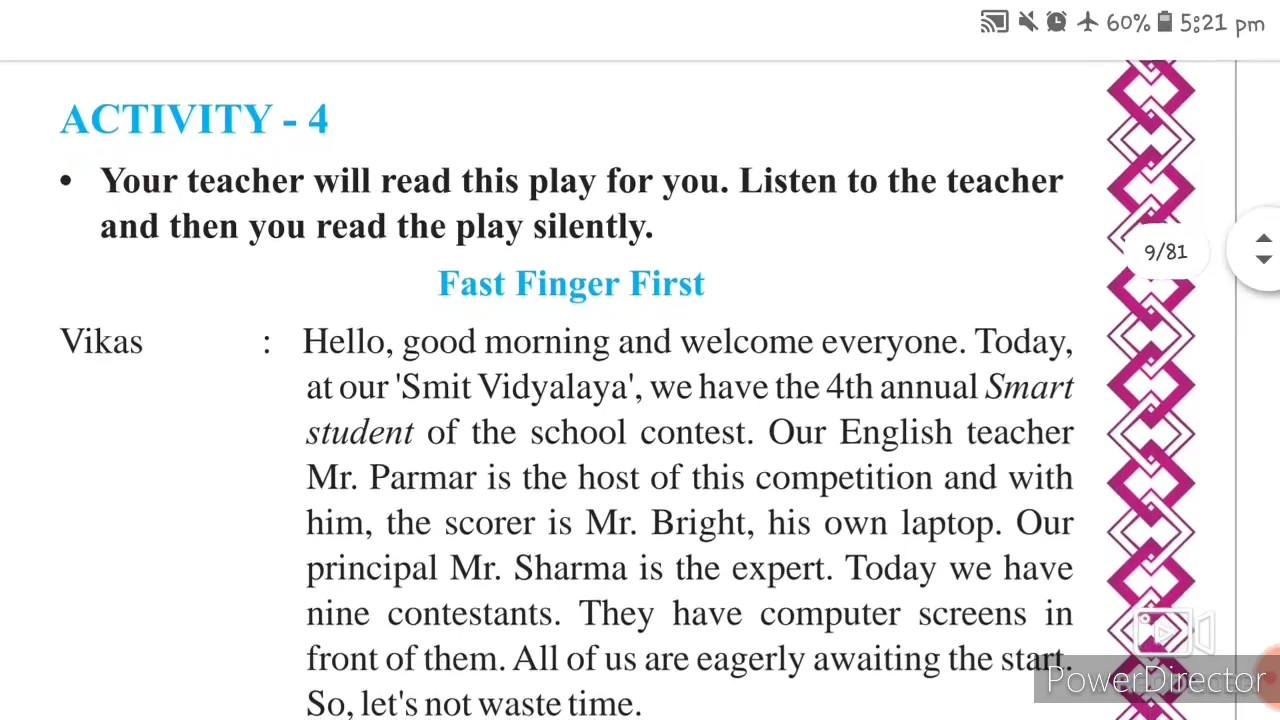 60% 5:21 pm
ACTIVITY - 4
• Your teacher will read this play for you. Listen to the teacher
and then you read the play silently.
9/81
Fast Finger First
Vikas : Hello, good morning and welcome everyone. Today,
at our 'Smit Vidyalaya', we have the 4th annual Smart
student of the school contest. Our English teacher
Mr. Parmar is the host of this competition and with
him, the scorer is Mr. Bright, his own laptop. Our
principal Mr. Sharma is the expert. Today we have
nine contestants. They have computer screens in
front of them. All of us are eagerly awaiting the start.
So, let's not waste time.
PowerDirector